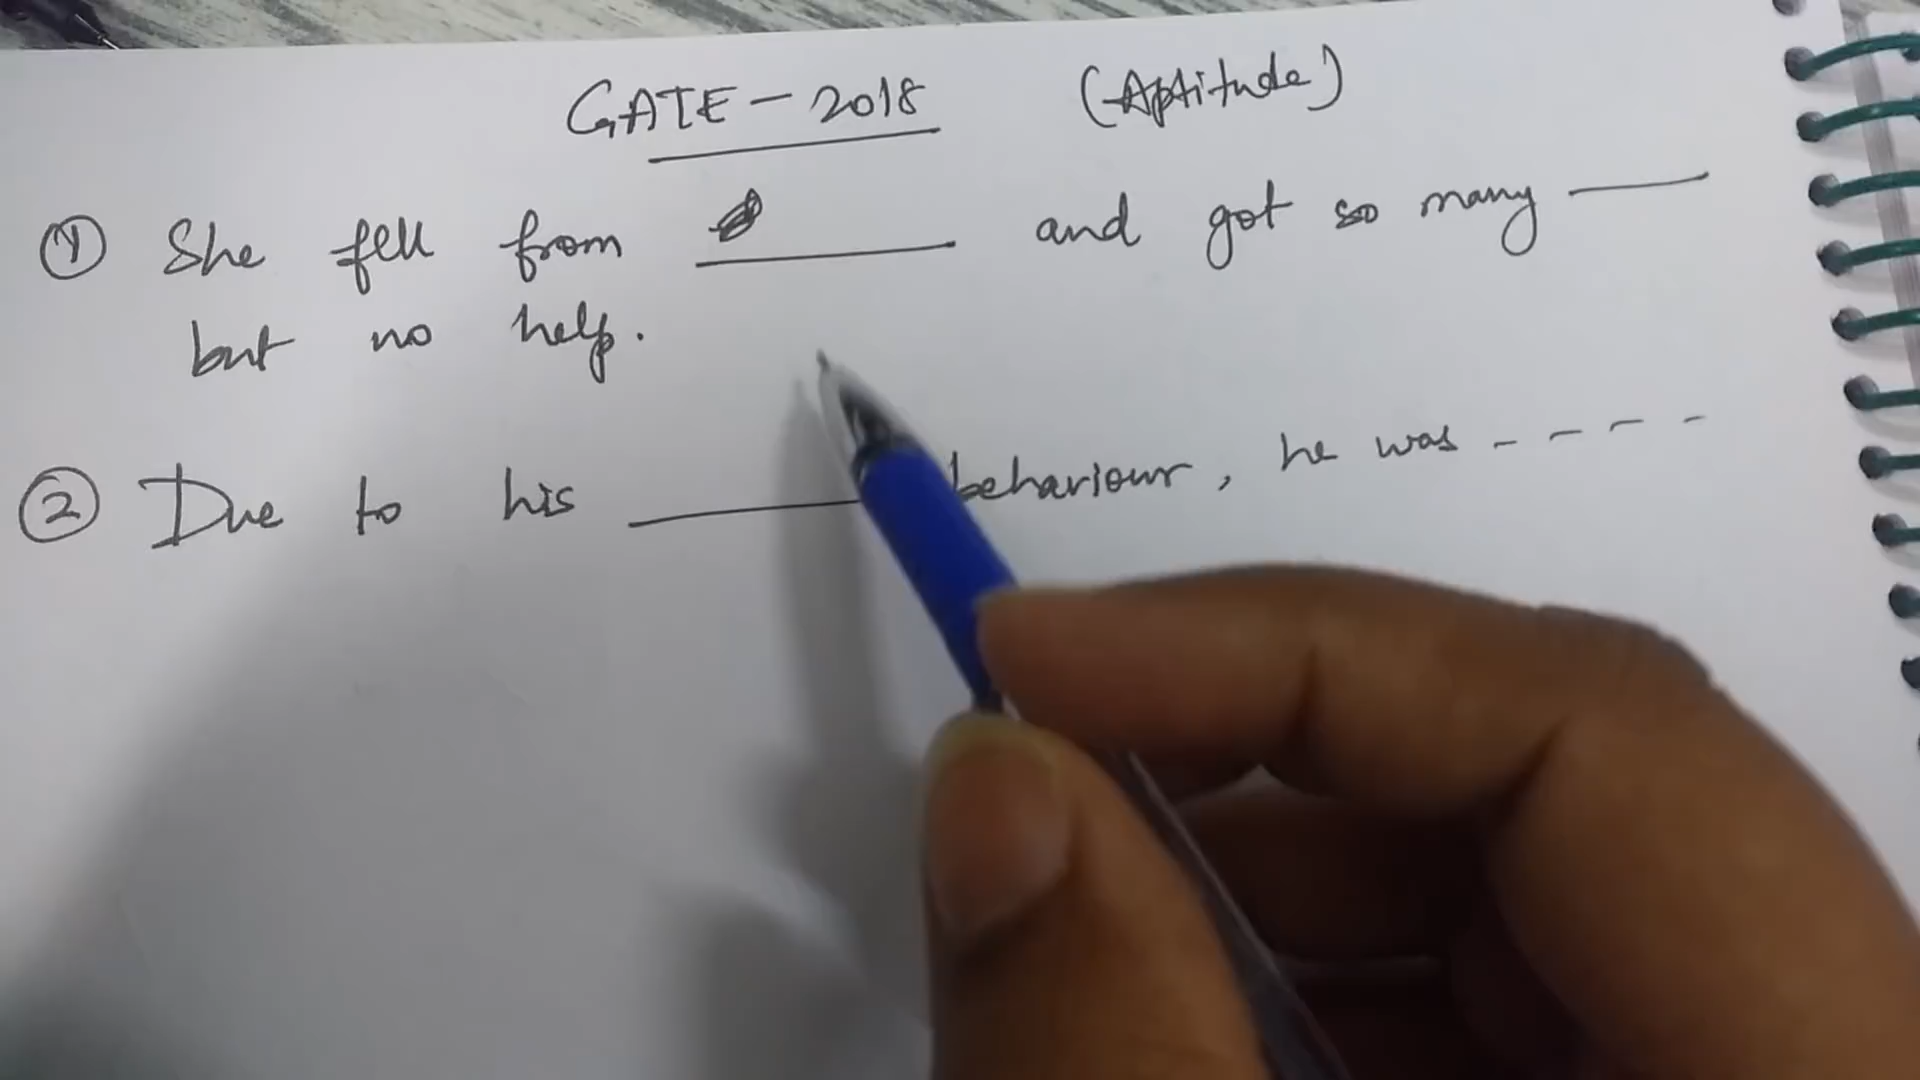 GATE - 2018 (Aptitude)
① She fell from ______ and got so many ____
but no help.
② Due to his ______ behaviour, he was - - - -